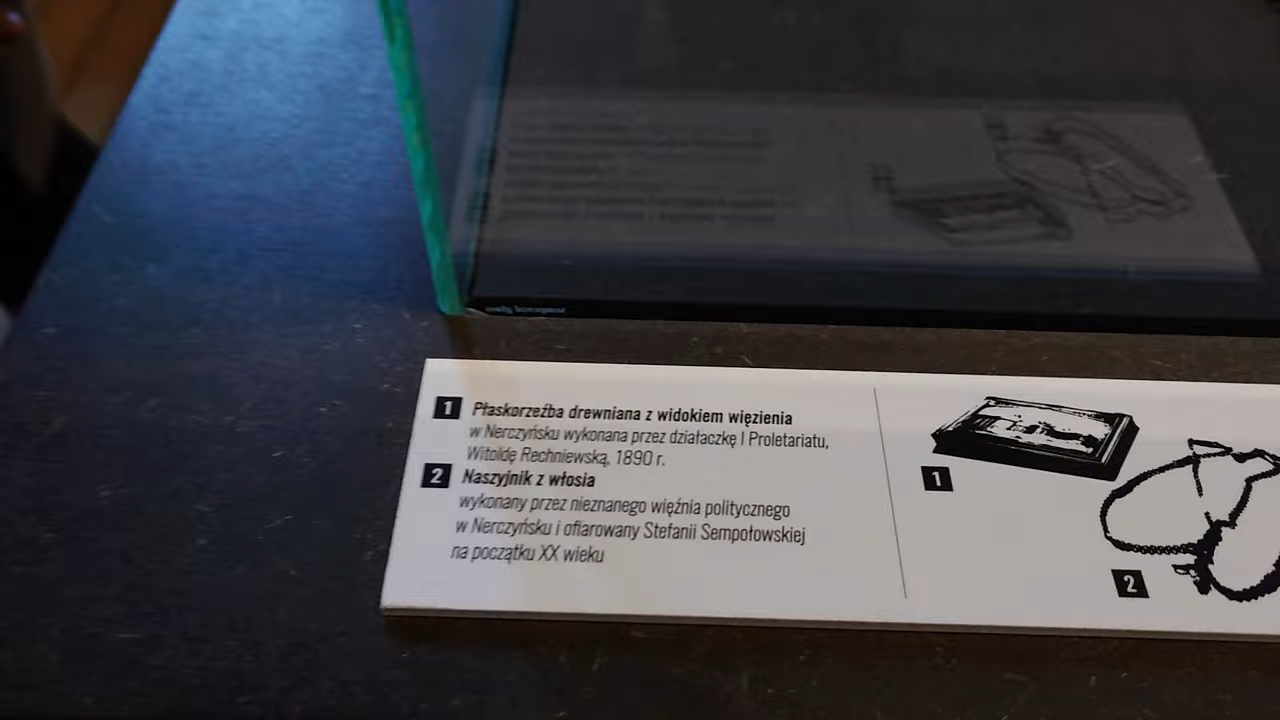 1 Płaskorzeźba drewniana z widokiem więzienia
w Nerczyńsku wykonana przez działaczkę I Proletariatu,
Witoldę Rechniewską, 1890 r.
2 Naszyjnik z włosia
wykonany przez nieznanego więźnia politycznego
w Nerczyńsku i ofiarowany Stefanii Sempołowskiej
na początku XX wieku
1
2